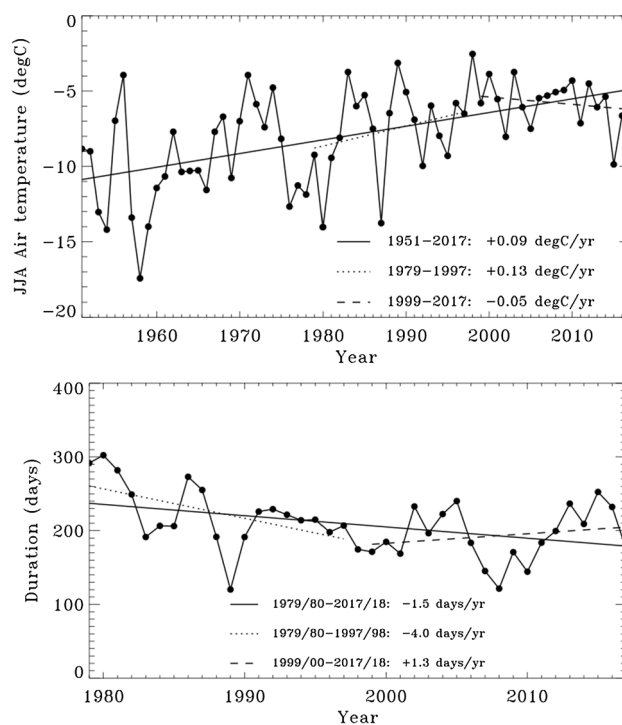 0
−5
−10
−15
−20
JJA Air temperature (degC)
1951−2017: +0.09 degC/yr
1979−1997: +0.13 degC/yr
1999−2017: −0.05 degC/yr
1960 1970 1980 1990 2000 2010
Year
400
300
200
100
0
Duration (days)
1979/80−2017/18: −1.5 days/yr
1979/80−1997/98: −4.0 days/yr
1999/00−2017/18: +1.3 days/yr
1980 1990 2000 2010
Year